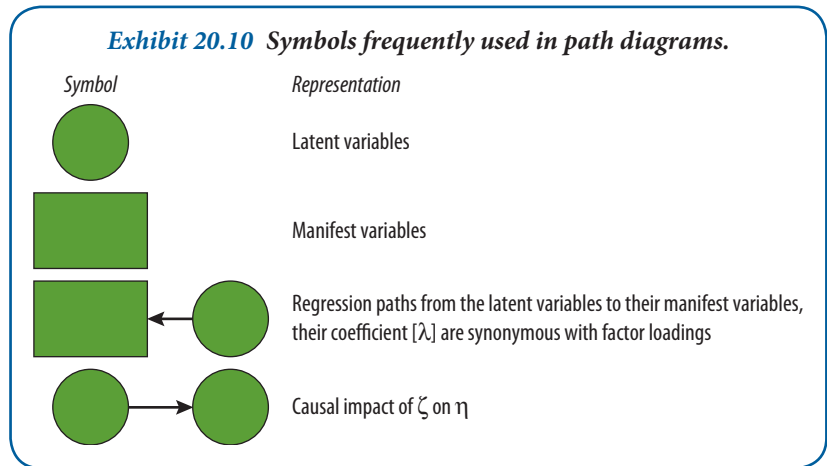 Exhibit 20.10 Symbols frequently used in path diagrams.
Symbol Representation
Latent variables
Manifest variables
Regression paths from the latent variables to their manifest variables,
their coefficient [λ] are synonymous with factor loadings
Causal impact of ζ on η